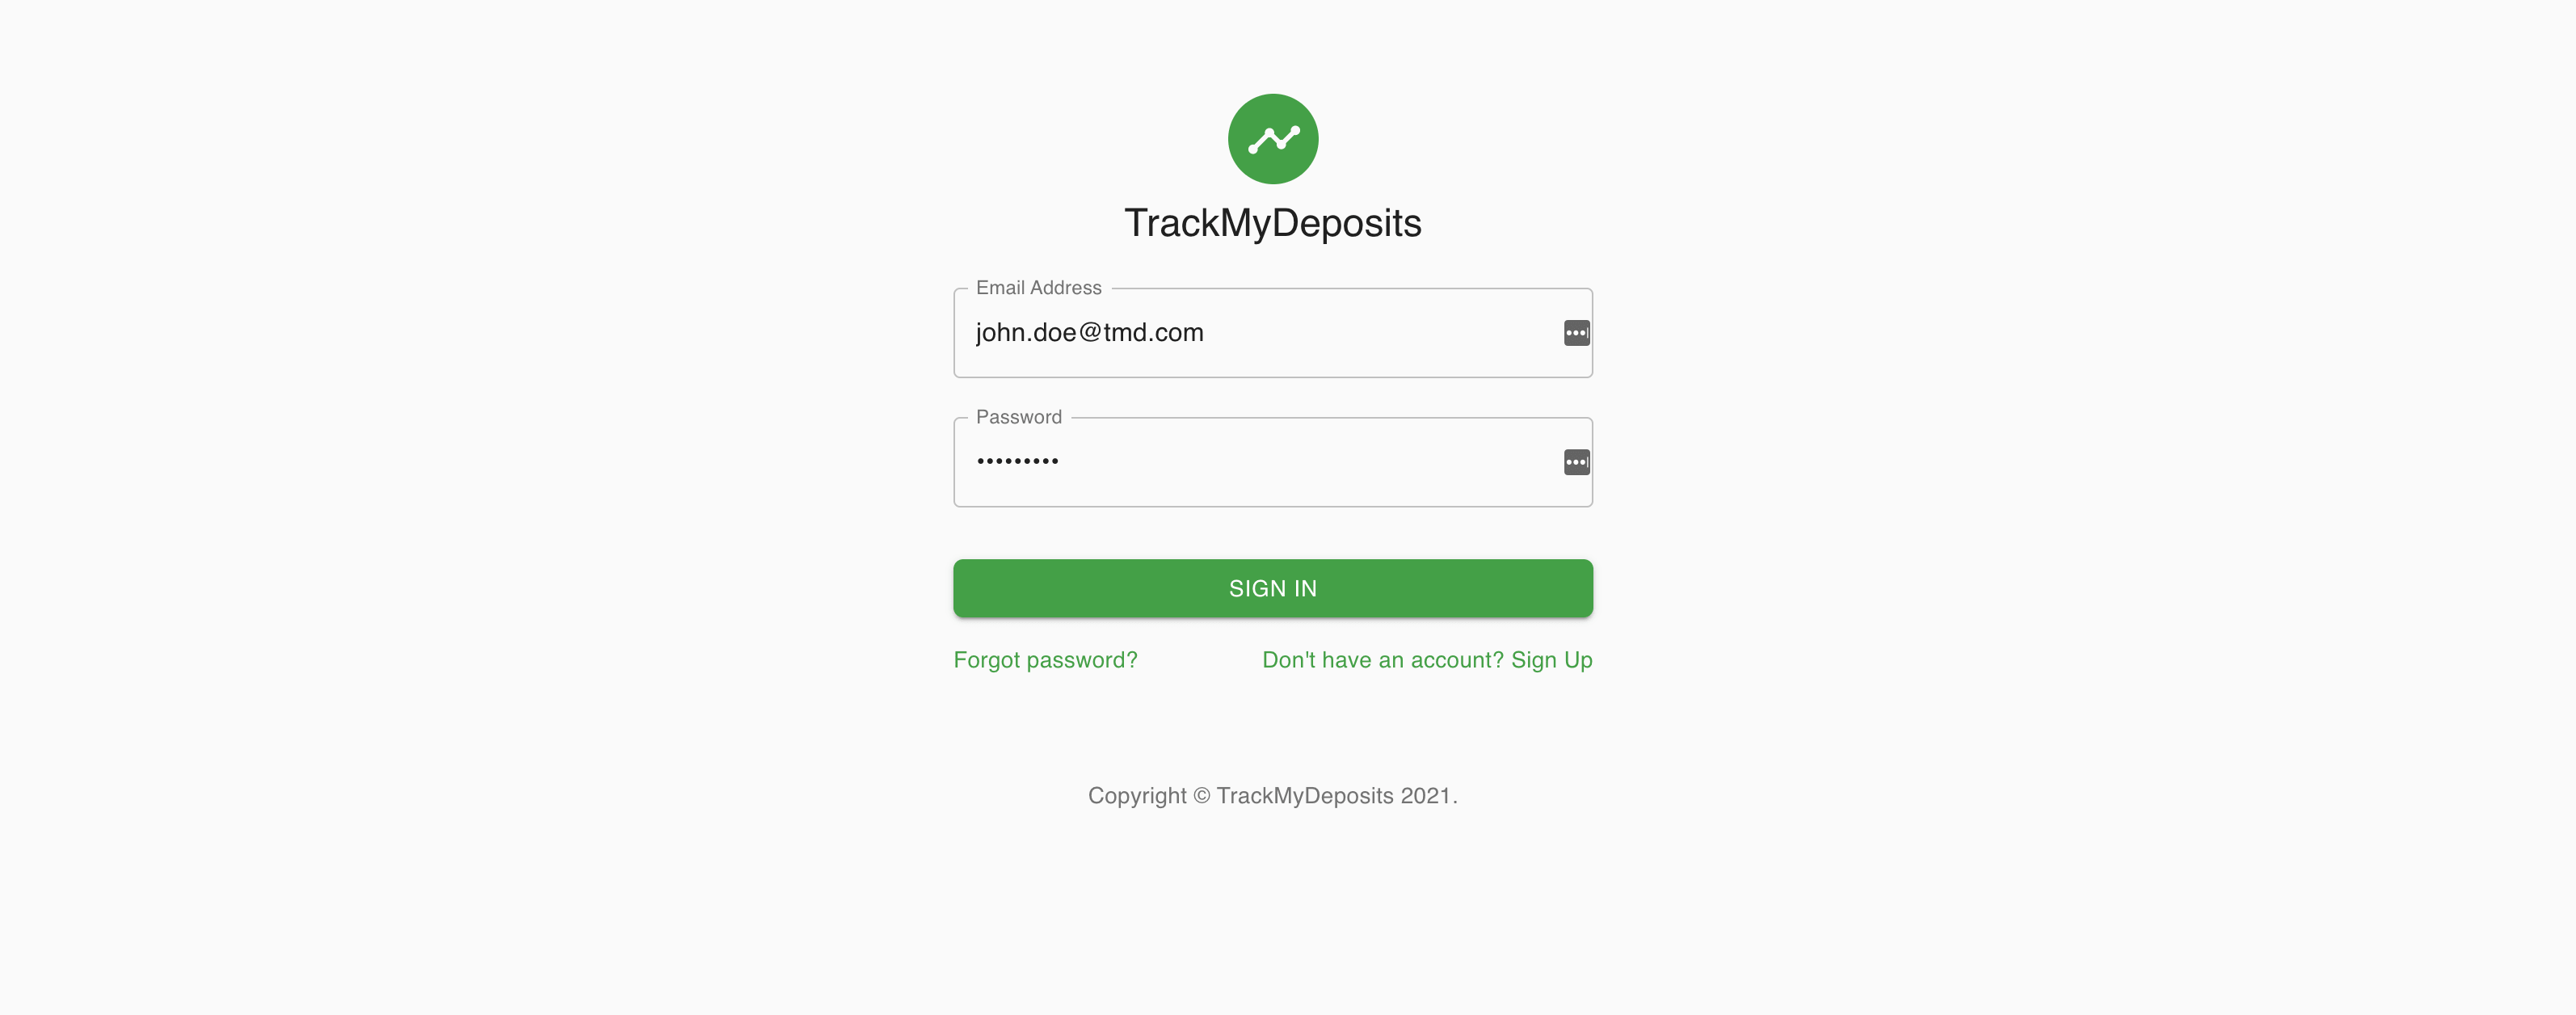 TrackMyDeposits
Email Address
john.doe@tmd.com
Password
•••••••••
SIGN IN
Forgot password? Don't have an account? Sign Up
Copyright © TrackMyDeposits 2021.